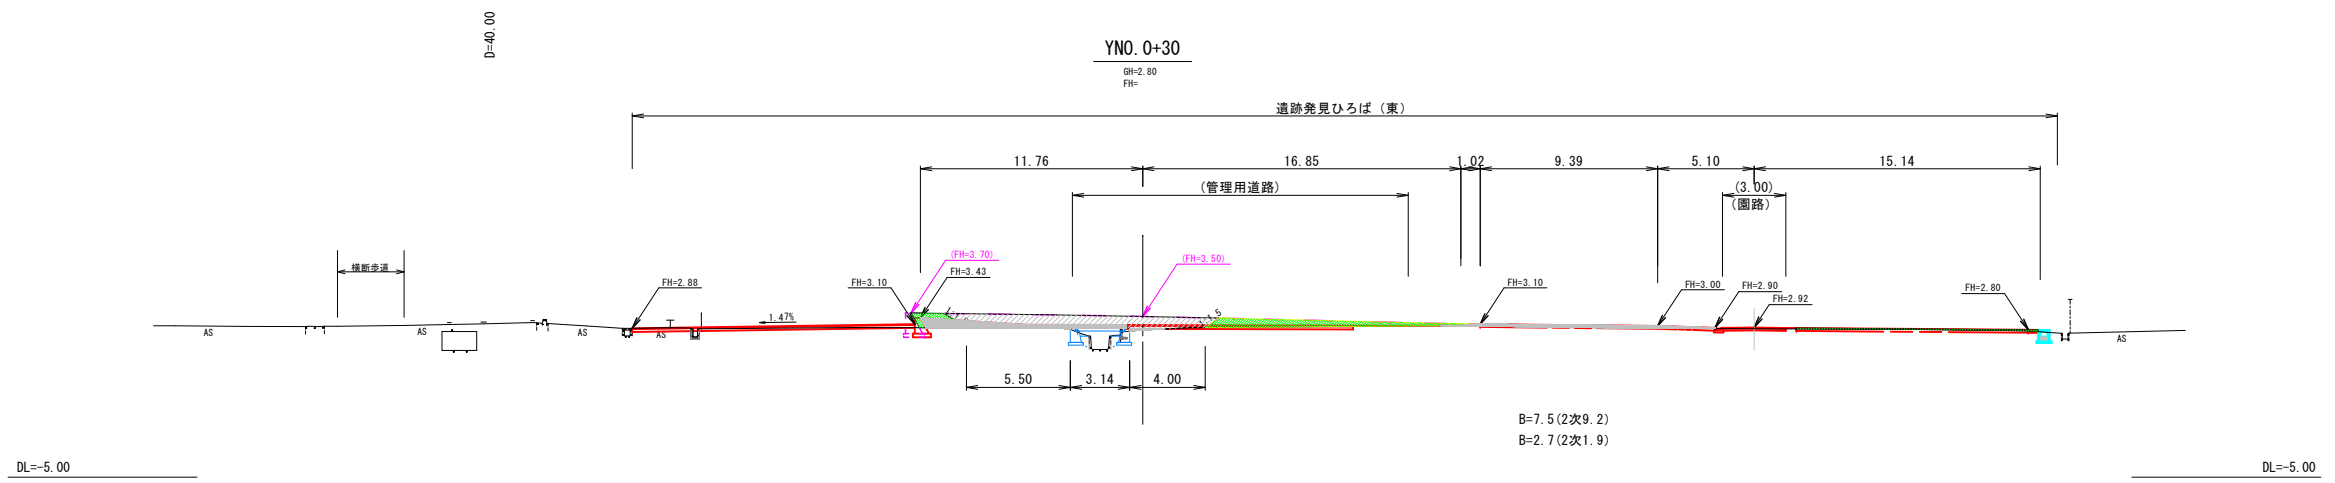 D=40.00
YNO.0+30
GH=2.80
FH=
遺跡発見ひろば（東）
11.76
16.85
1.02
9.39
5.10
15.14
(管理用道路)
(3.00)
(園路)
横断歩道
(FH=3.70)
(FH=3.50)
FH=3.43
FH=2.88
FH=3.10
FH=3.10
FH=3.00
FH=2.90
FH=2.92
FH=2.80
1.47%
1:1.5
AS
AS
AS
AS
AS
5.50
3.14
4.00
B=7.5(2次9.2)
B=2.7(2次1.9)
DL=-5.00
DL=-5.00